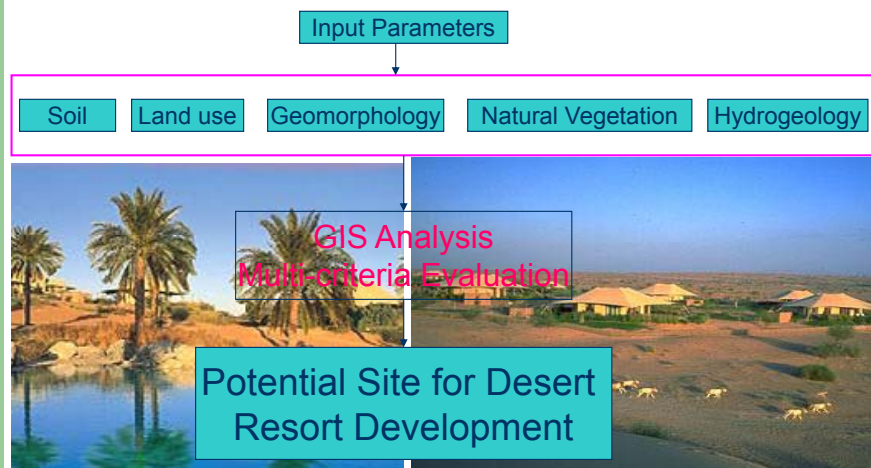 Input Parameters
Soil Land use Geomorphology Natural Vegetation Hydrogeology
GIS Analysis
Multi-criteria Evaluation
Potential Site for Desert
Resort Development